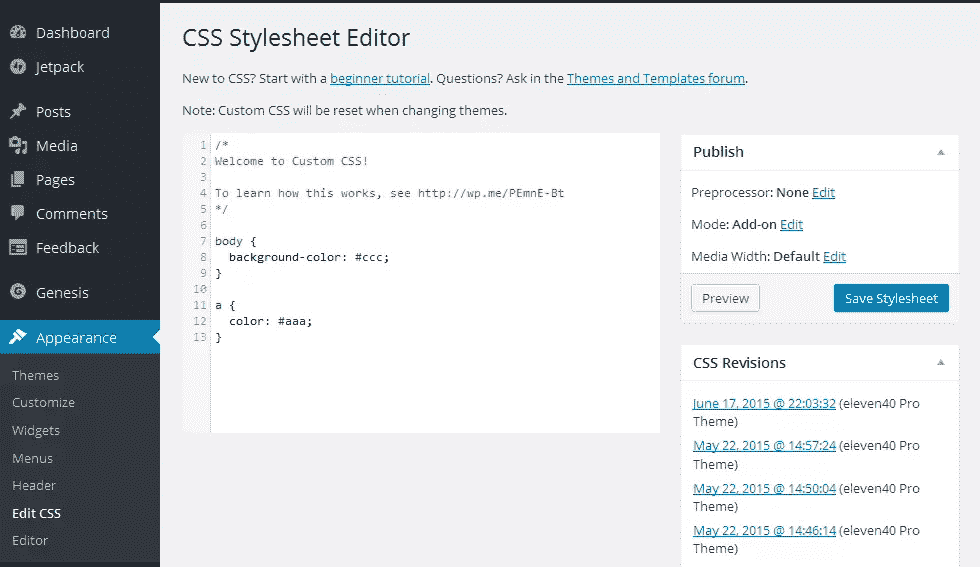 Dashboard
Jetpack
Posts
Media
Pages
Comments
Feedback
Genesis
Appearance
Themes
Customize
Widgets
Menus
Header
Edit CSS
Editor
CSS Stylesheet Editor
New to CSS? Start with a beginner tutorial. Questions? Ask in the Themes and Templates forum.
Note: Custom CSS will be reset when changing themes.
1 /*
2 Welcome to Custom CSS!
3
4 To learn how this works, see http://wp.me/PEmnE-Bt
5 */
6
7 body {
8   background-color: #ccc;
9 }
10
11 a {
12   color: #aaa;
13 }
Publish
Preprocessor: None Edit
Mode: Add-on Edit
Media Width: Default Edit
Preview Save Stylesheet
CSS Revisions
June 17, 2015 @ 22:03:32 (eleven40 Pro
Theme)
May 22, 2015 @ 14:57:24 (eleven40 Pro
Theme)
May 22, 2015 @ 14:50:04 (eleven40 Pro
Theme)
May 22, 2015 @ 14:46:14 (eleven40 Pro
Theme)